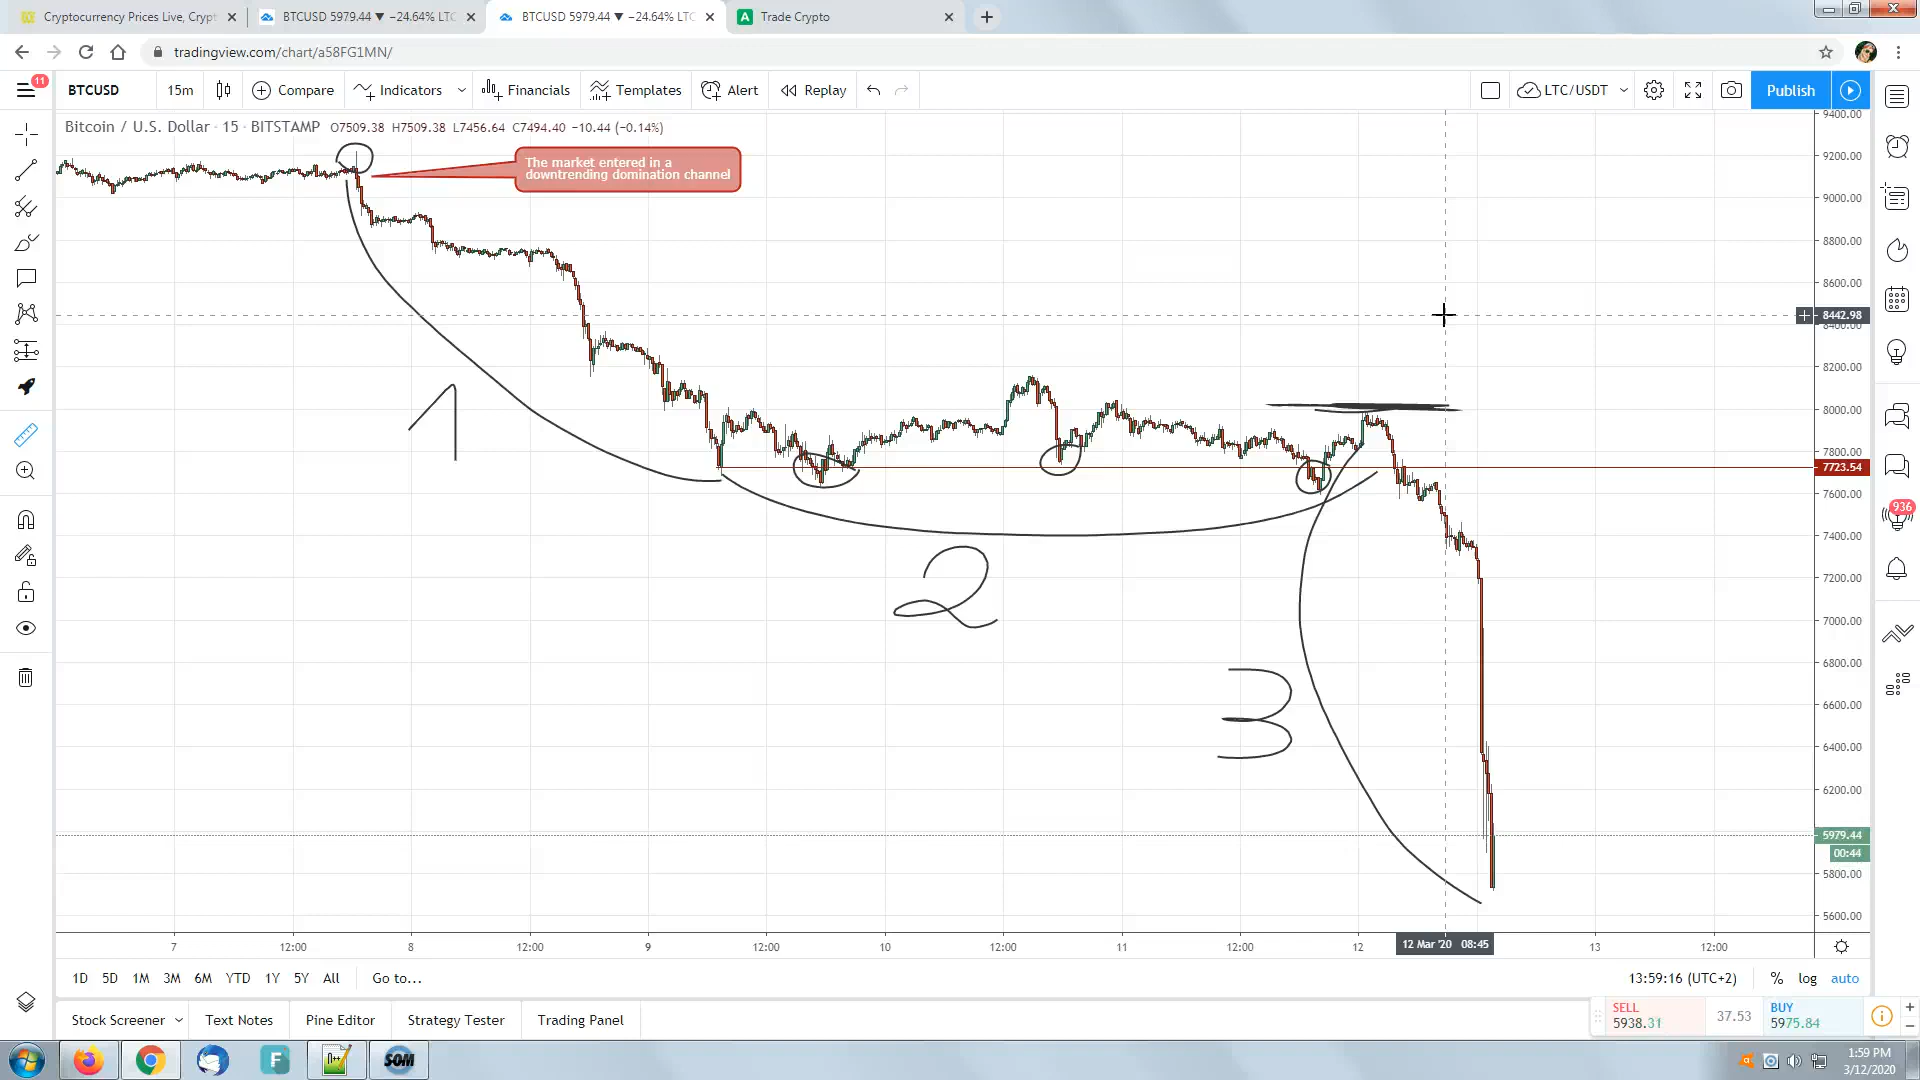 Cryptocurrency Prices Live, Crypt
BTCUSD 5979.44 ▼ −24.64% LTC
BTCUSD 5979.44 ▼ −24.64% LTC
Trade Crypto
tradingview.com/chart/a58FG1MN/
11
BTCUSD
15m
Compare
Indicators
Financials
Templates
Alert
Replay
LTC/USDT
Publish
Bitcoin / U.S. Dollar · 15 · BITSTAMP O7509.38 H7509.38 L7456.64 C7494.40 −10.44 (−0.14%)
The market entered in a
downtrending domination channel
9400.00
9200.00
9000.00
8800.00
8600.00
8442.98
8400.00
8200.00
8000.00
7800.00
7723.54
7600.00
7400.00
7200.00
7000.00
6800.00
6600.00
6400.00
6200.00
5979.44
00:44
5800.00
5600.00
936
1
2
3
7 12:00 8 12:00 9 12:00 10 12:00 11 12:00 12 12 Mar '20 08:45 13 12:00
1D 5D 1M 3M 6M YTD 1Y 5Y All Go to...
13:59:16 (UTC+2) % log auto
Stock Screener Text Notes Pine Editor Strategy Tester Trading Panel
SELL
5938.31
37.53
BUY
5975.84
F
n++
SOM
1:59 PM
3/12/2020